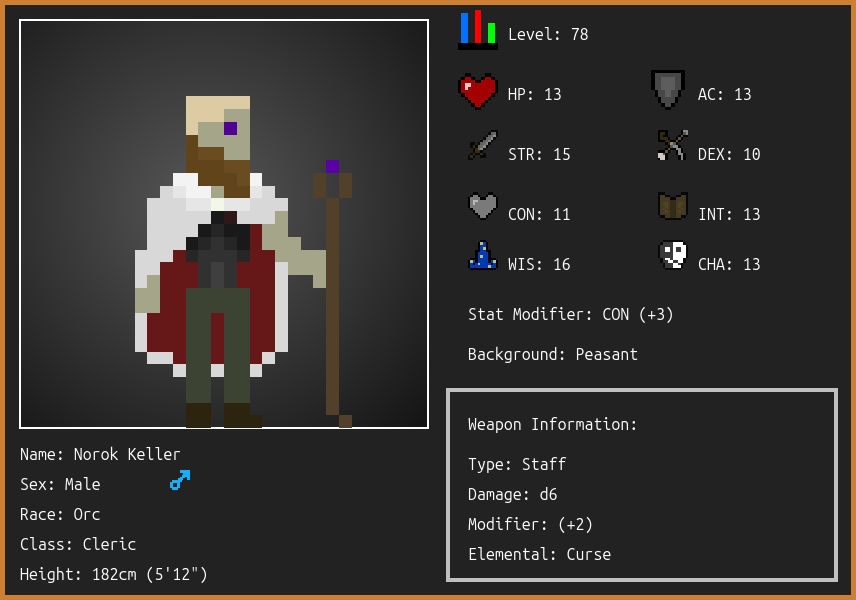 Level: 78
HP: 13
AC: 13
STR: 15
DEX: 10
CON: 11
INT: 13
WIS: 16
CHA: 13
Stat Modifier: CON (+3)
Background: Peasant
Weapon Information:
Type: Staff
Damage: d6
Modifier: (+2)
Elemental: Curse
Name: Norok Keller
Sex: Male
Race: Orc
Class: Cleric
Height: 182cm (5'12")